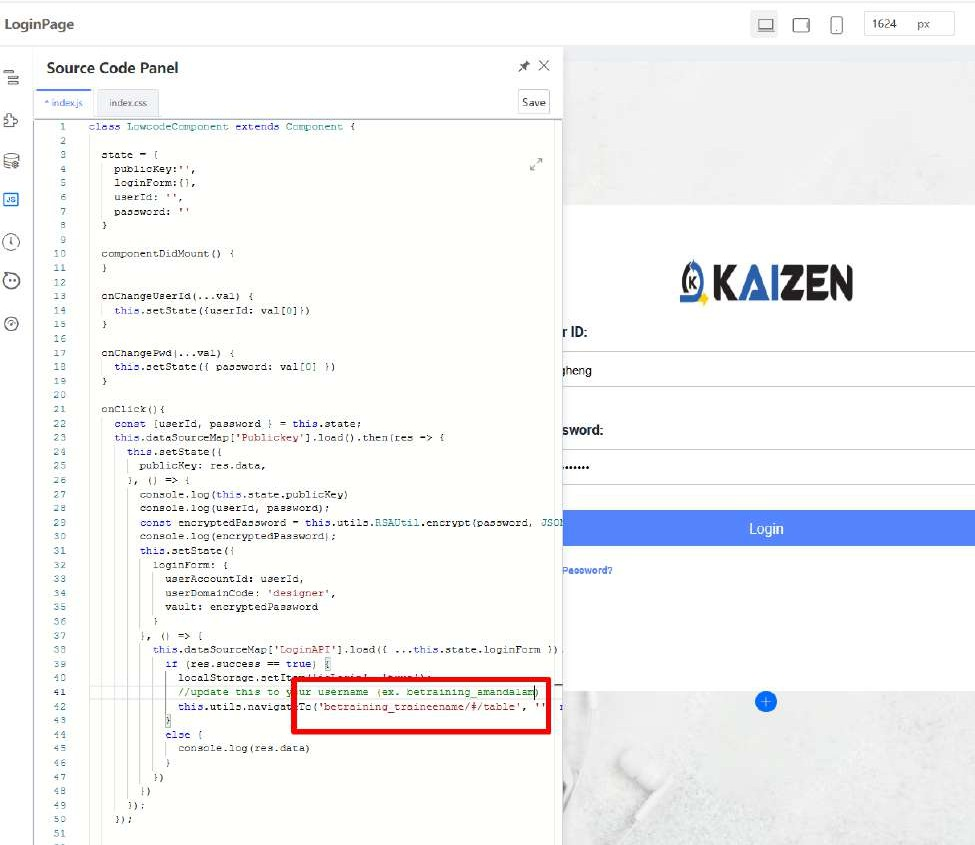 LoginPage
1624 px
Source Code Panel
* index.js
index.css
Save
JS
1 class LowcodeComponent extends Component {
2
3 state = {
4 publicKey:'',
5 loginForm:{},
6 userId: '',
7 password: ''
8 }
9
10 componentDidMount() {
11 }
12
13 onChangeUserId(...val) {
14 this.setState({userId: val[0]})
15 }
16
17 onChangePwd(...val) {
18 this.setState({ password: val[0] })
19 }
20
21 onClick(){
22 const {userId, password } = this.state;
23 this.dataSourceMap['Publickey'].load().then(res => {
24 this.setState({
25 publicKey: res.data,
26 }, () => {
27 console.log(this.state.publicKey)
28 console.log(userId, password);
29 const encryptedPassword = this.utils.RSAUtil.encrypt(password, JSON
30 console.log(encryptedPassword);
31 this.setState({
32 loginForm: {
33 userAccountId: userId,
34 userDomainCode: 'designer',
35 vault: encryptedPassword
36 }
37 }, () => {
38 this.dataSourceMap['LoginAPI'].load({ ...this.state.loginForm })
39 if (res.success == true) {
40 localStorage.setItem('isLogin', 'true');
41 //update this to your username (ex. betraining_amandalam)
42 this.utils.navigateTo('betraining_traineename/#/table', ''
43 }
44 else {
45 console.log(res.data)
46 }
47 })
48 })
49 });
50 });
51
KAIZEN
r ID:
gheng
sword:
Login
Password?